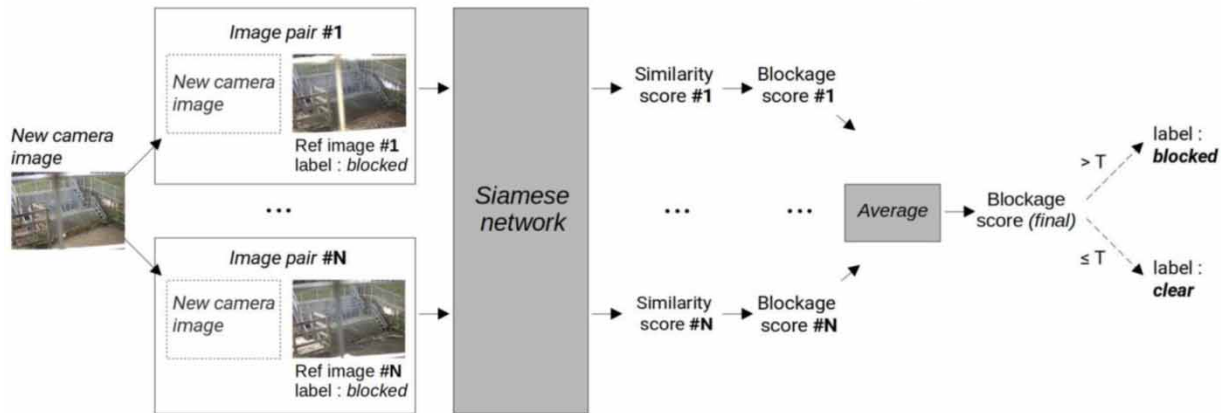 Image pair #1
New camera
image
Ref image #1
label : blocked
New camera
image
...
Image pair #N
New camera
image
Ref image #N
label : blocked
Siamese
network
Similarity
score #1
Blockage
score #1
...
...
Similarity
score #N
Blockage
score #N
Average
Blockage
score (final)
> T
≤ T
label :
blocked
label :
clear